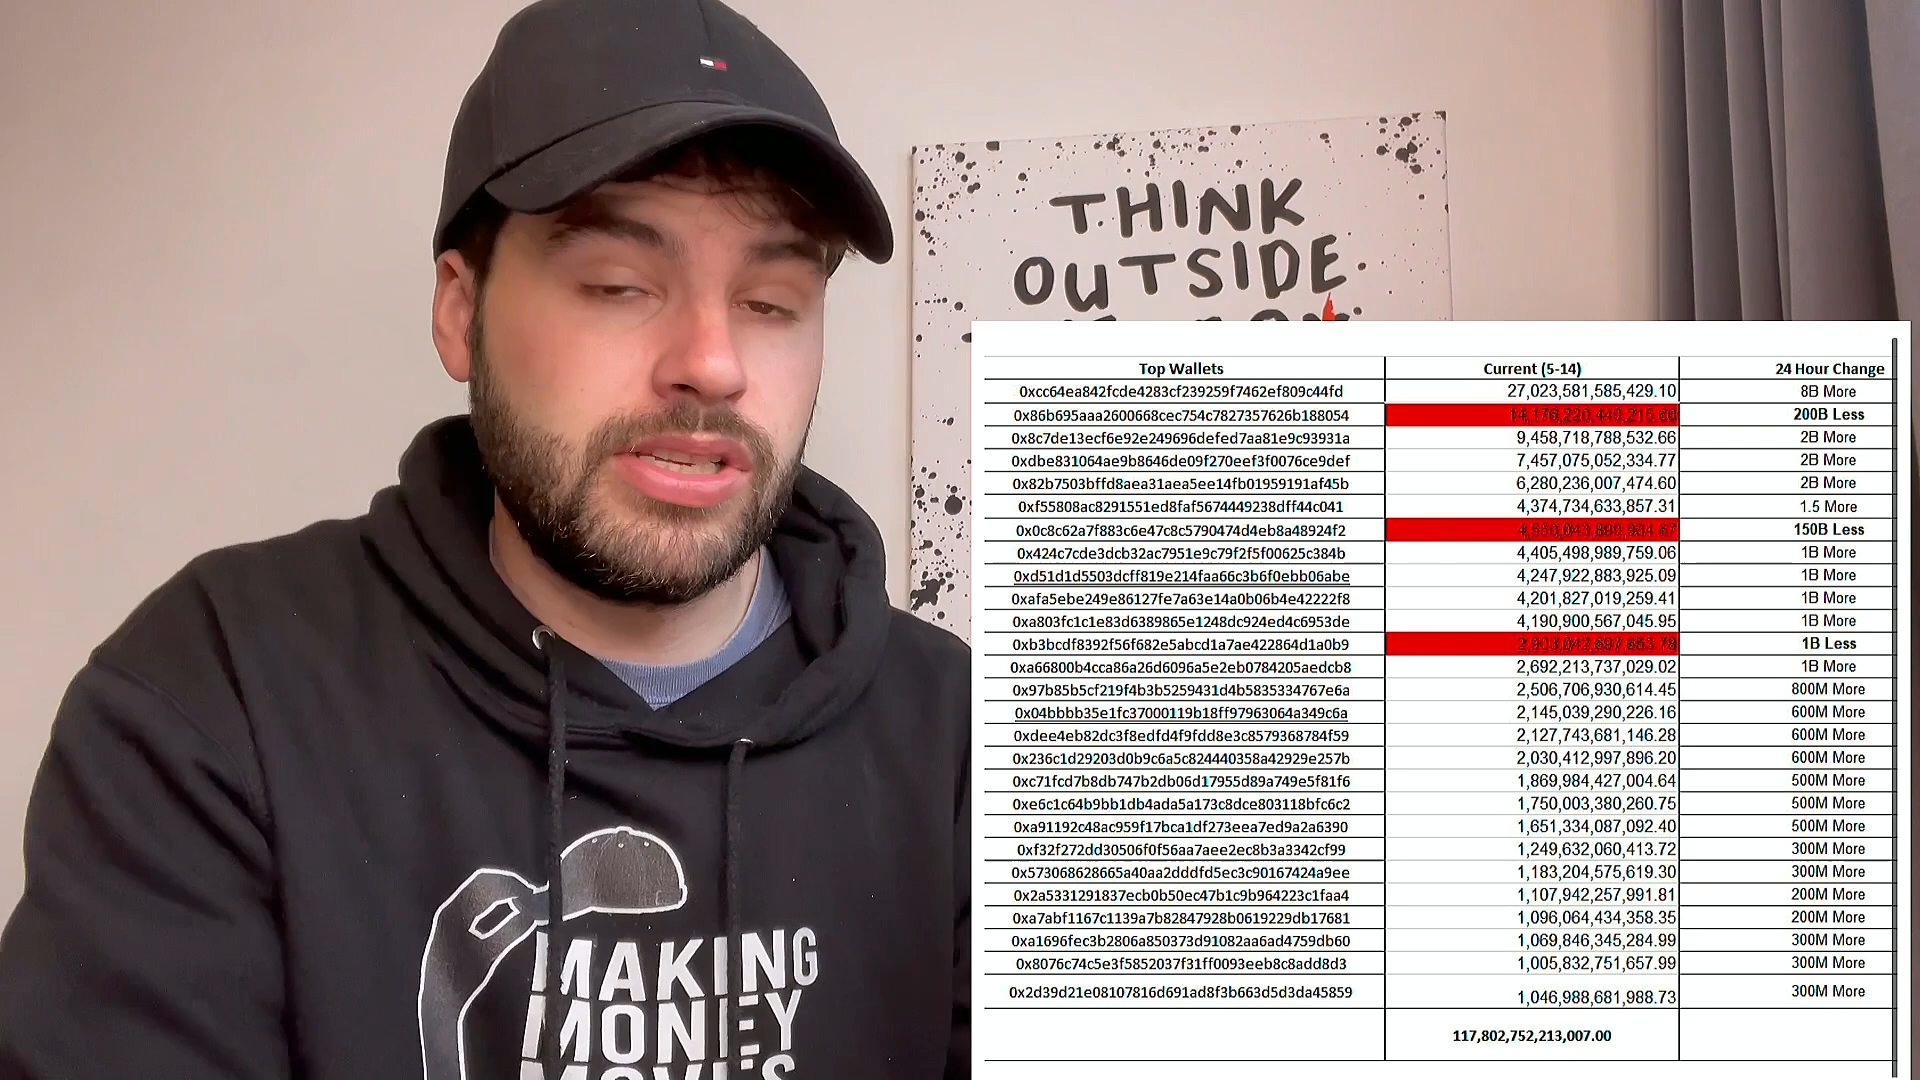 THINK
OUTSIDE
Top Wallets Current (5-14) 24 Hour Change
0xcc64ea842fcde4283cf239259f7462ef809c44fd 27,023,581,585,429.10 8B More
0x86b695aaa2600668cec754c7827357626b188054 200B Less
0x8c7de13ecf6e92e249696defed7aa81e9c93931a 9,458,718,788,532.66 2B More
0xdbe831064ae9b8646de09f270eef3f0076ce9def 7,457,075,052,334.77 2B More
0x82b7503bffd8aea31aea5ee14fb01959191af45b 6,280,236,007,474.60 2B More
0xf55808ac8291551ed8faf5674449238dff44c041 4,374,734,633,857.31 1.5 More
0x0c8c62a7f883c6e47c8c5790474d4eb8a48924f2 150B Less
0x424c7cde3dcb32ac7951e9c79f2f5f00625c384b 4,405,498,989,759.06 1B More
0xd51d1d5503dcff819e214faa66c3b6f0ebb06abe 4,247,922,883,925.09 1B More
0xafa5ebe249e86127fe7a63e14a0b06b4e42222f8 4,201,827,019,259.41 1B More
0xa803fc1c1e83d6389865e1248dc924ed4c6953de 4,190,900,567,045.95 1B More
0xb3bcdf8392f56f682e5abcd1a7ae422864d1a0b9 1B Less
0xa66800b4cca86a26d6096a5e2eb0784205aedcb8 2,692,213,737,029.02 1B More
0x97b85b5cf219f4b3b5259431d4b5835334767e6a 2,506,706,930,614.45 800M More
0x04bbbb35e1fc37000119b18ff97963064a349c6a 2,145,039,290,226.16 600M More
0xdee4eb82dc3f8edfd4f9fdd8e3c8579368784f59 2,127,743,681,146.28 600M More
0x236c1d29203d0b9c6a5c824440358a42929e257b 2,030,412,997,896.20 600M More
0xc71fcd7b8db747b2db06d17955d89a749e5f81f6 1,869,984,427,004.64 500M More
0xe6c1c64b9bb1db4ada5a173c8dce803118bfc6c2 1,750,003,380,260.75 500M More
0xa91192c48ac959f17bca1df273eea7ed9a2a6390 1,651,334,087,092.40 500M More
0xf32f272dd30506f0f56aa7aee2ec8b3a3342cf99 1,249,632,060,413.72 300M More
0x573068628665a40aa2dddfd5ec3c90167424a9ee 1,183,204,575,619.30 300M More
0x2a5331291837ecb0b50ec47b1c9b964223c1faa4 1,107,942,257,991.81 200M More
0xa7abf1167c1139a7b82847928b0619229db17681 1,096,064,434,358.35 200M More
0xa1696fec3b2806a850373d91082aa6ad4759db60 1,069,846,345,284.99 300M More
0x8076c74c5e3f5852037f31ff0093eeb8c8add8d3 1,005,832,751,657.99 300M More
0x2d39d21e08107816d691ad8f3b663d5d3da45859 1,046,988,681,988.73 300M More
117,802,752,213,007.00
MAKING
MONEY
MOVES